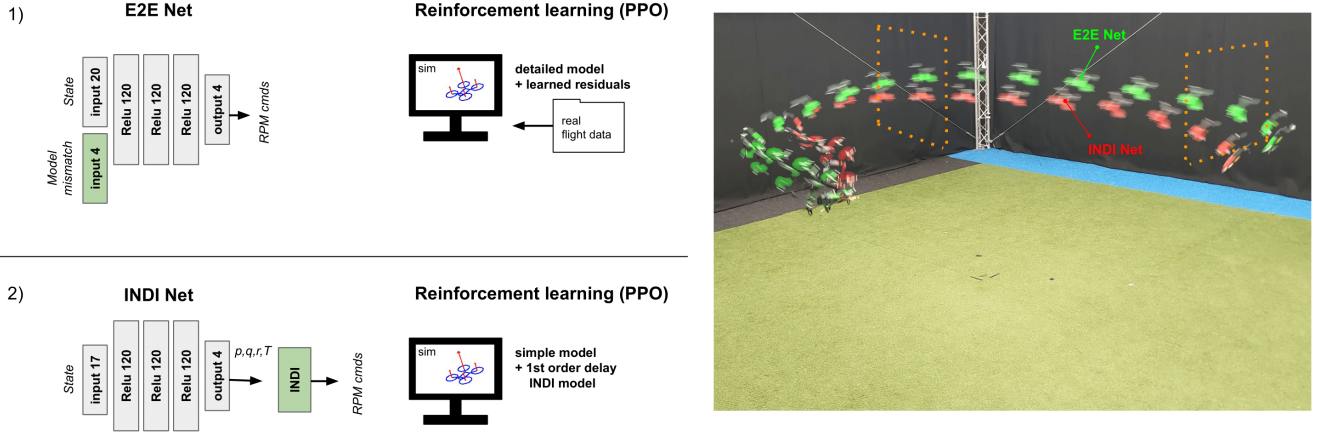 1)
E2E Net
State
input 20
Model
mismatch
input 4
Relu 120
Relu 120
Relu 120
output 4
RPM cmds
Reinforcement learning (PPO)
sim
detailed model
+ learned residuals
real
flight data
2)
INDI Net
State
input 17
Relu 120
Relu 120
Relu 120
output 4
p,q,r,T
INDI
RPM cmds
Reinforcement learning (PPO)
sim
simple model
+ 1st order delay
INDI model
E2E Net
INDI Net